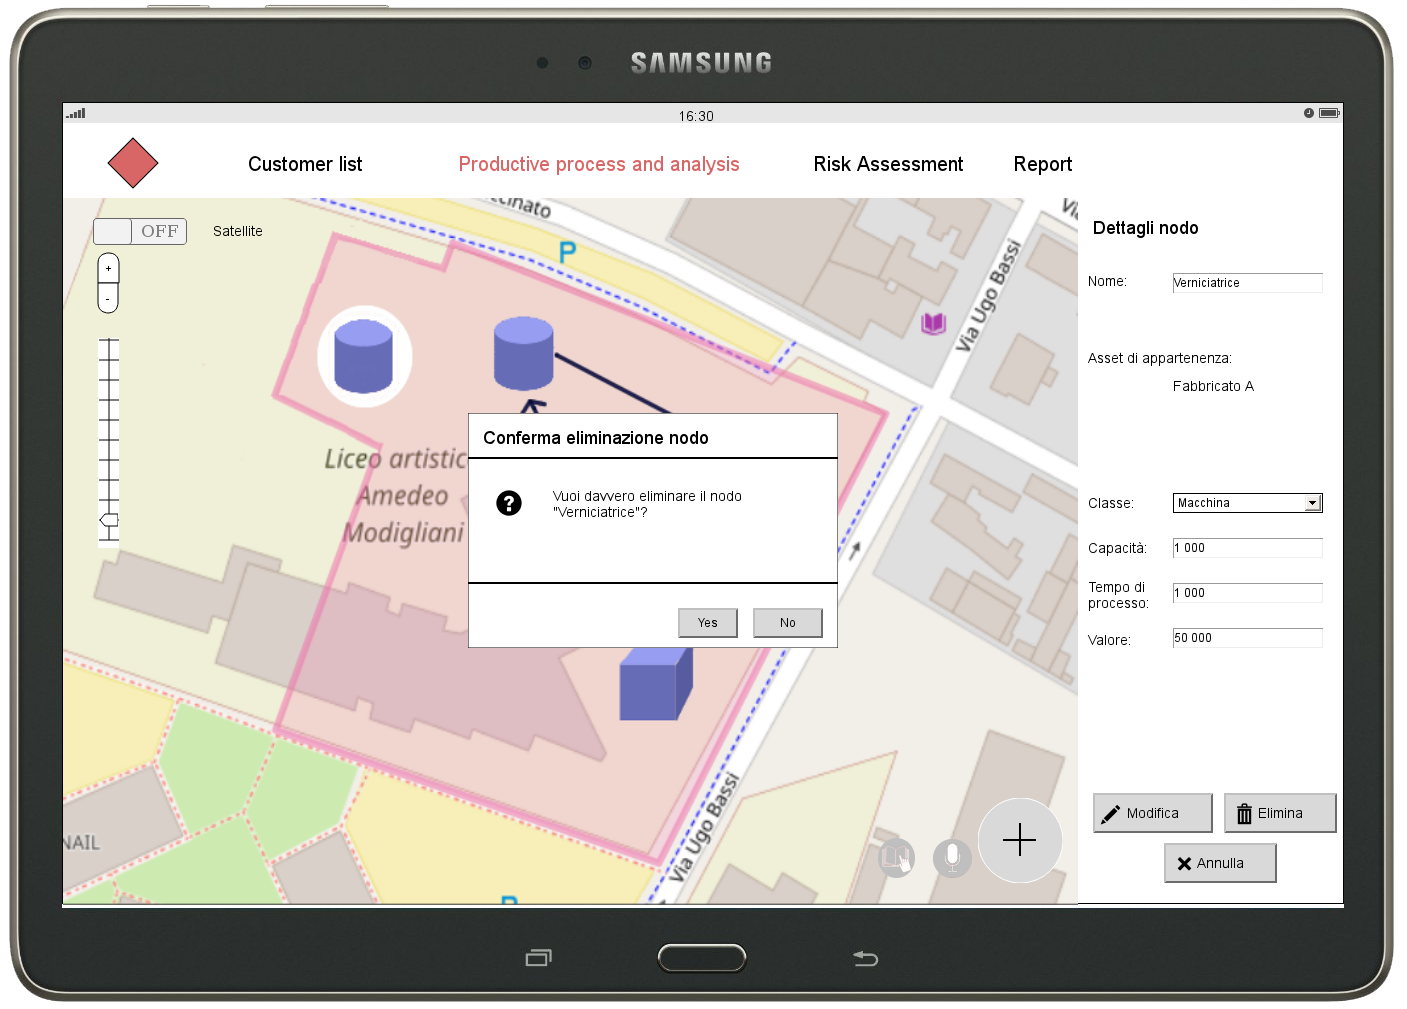 SAMSUNG
16:30
Customer list
Productive process and analysis
Risk Assessment
Report
OFF
Satellite
+
-
P
Via Ugo Bassi
Liceo artistic
Amedeo
Modigliani
Conferma eliminazione nodo
?
Vuoi davvero eliminare il nodo
"Verniciatrice"?
Yes
No
Via Ugo Bassi
NAIL
P
Dettagli nodo
Nome:
Verniciatrice
Asset di appartenenza:
Fabbricato A
Classe:
Macchina
Capacità:
1 000
Tempo di
processo:
1 000
Valore:
50 000
Modifica
Elimina
Annulla